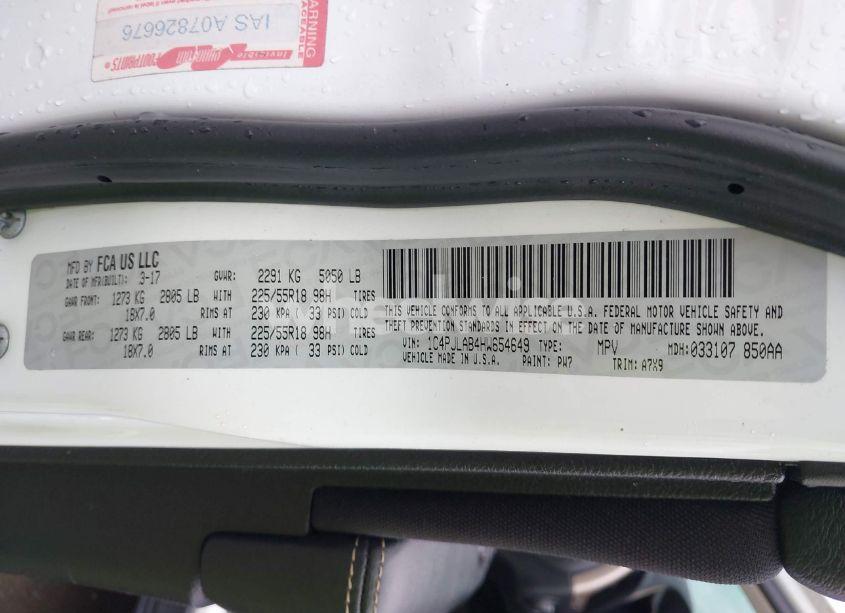 IAS A07826676
WARNING
Invisible
MFD BY FCA US LLC
DATE OF MFR(BUILT): 3-17 GVWR: 2291 KG 5050 LB
GAWR FRONT: 1273 KG 2805 LB WITH 225/55R18 98H TIRES
18X7.0 RIMS AT 230 KPA ( 33 PSI) COLD
GAWR REAR: 1273 KG 2805 LB WITH 225/55R18 98H TIRES
18X7.0 RIMS AT 230 KPA ( 33 PSI) COLD
THIS VEHICLE CONFORMS TO ALL APPLICABLE U.S.A. FEDERAL MOTOR VEHICLE SAFETY AND
THEFT PREVENTION STANDARDS IN EFFECT ON THE DATE OF MANUFACTURE SHOWN ABOVE.
VIN: 1C4PJLAB4HW654649 TYPE: MPV MDH:033107 850AA
VEHICLE MADE IN U.S.A. PAINT: PW7 TRIM: A7X9